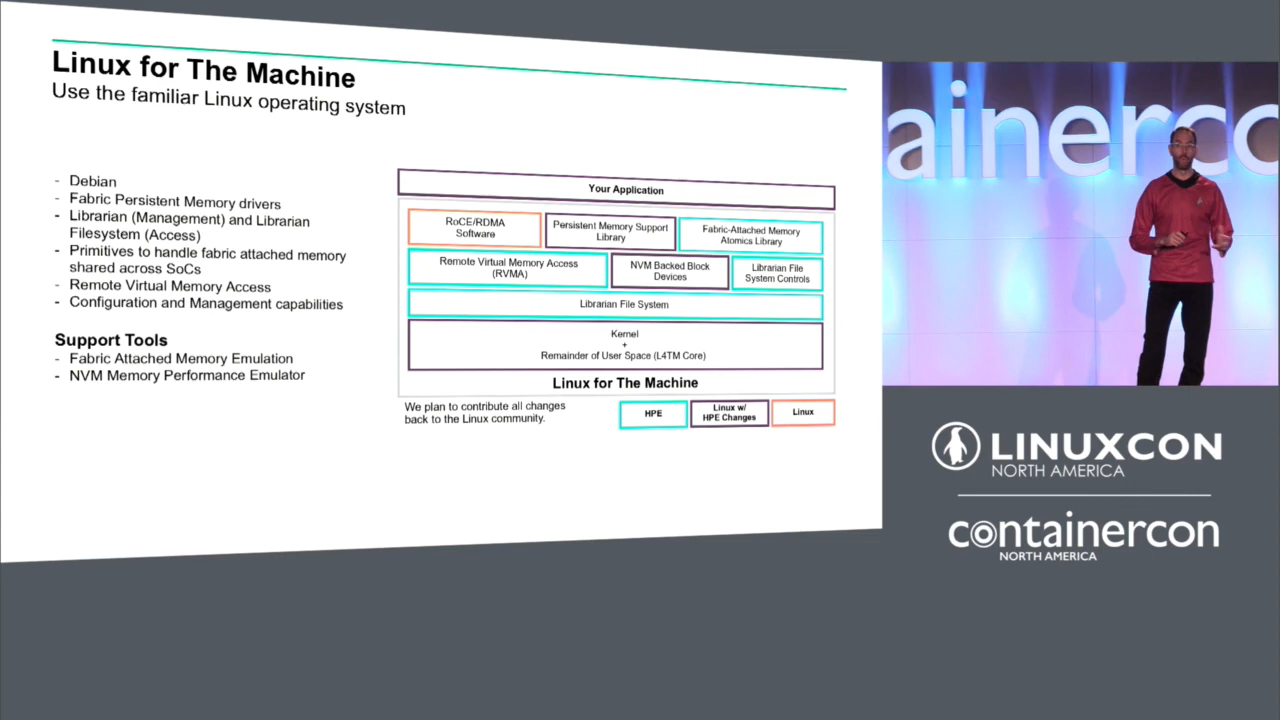 Linux for The Machine
Use the familiar Linux operating system
- Debian
- Fabric Persistent Memory drivers
- Librarian (Management) and Librarian
Filesystem (Access)
- Primitives to handle fabric attached memory
shared across SoCs
- Remote Virtual Memory Access
- Configuration and Management capabilities
Support Tools
- Fabric Attached Memory Emulation
- NVM Memory Performance Emulator
Your Application
RoCE/RDMA
Software
Persistent Memory Support
Library
Fabric-Attached Memory
Atomics Library
Remote Virtual Memory Access
(RVMA)
NVM Backed Block
Devices
Librarian File
System Controls
Librarian File System
Kernel
+
Remainder of User Space (L4TM Core)
Linux for The Machine
We plan to contribute all changes
back to the Linux community.
HPE
Linux w/
HPE Changes
Linux
ainerco
LINUXCON
NORTH AMERICA
containercon
NORTH AMERICA